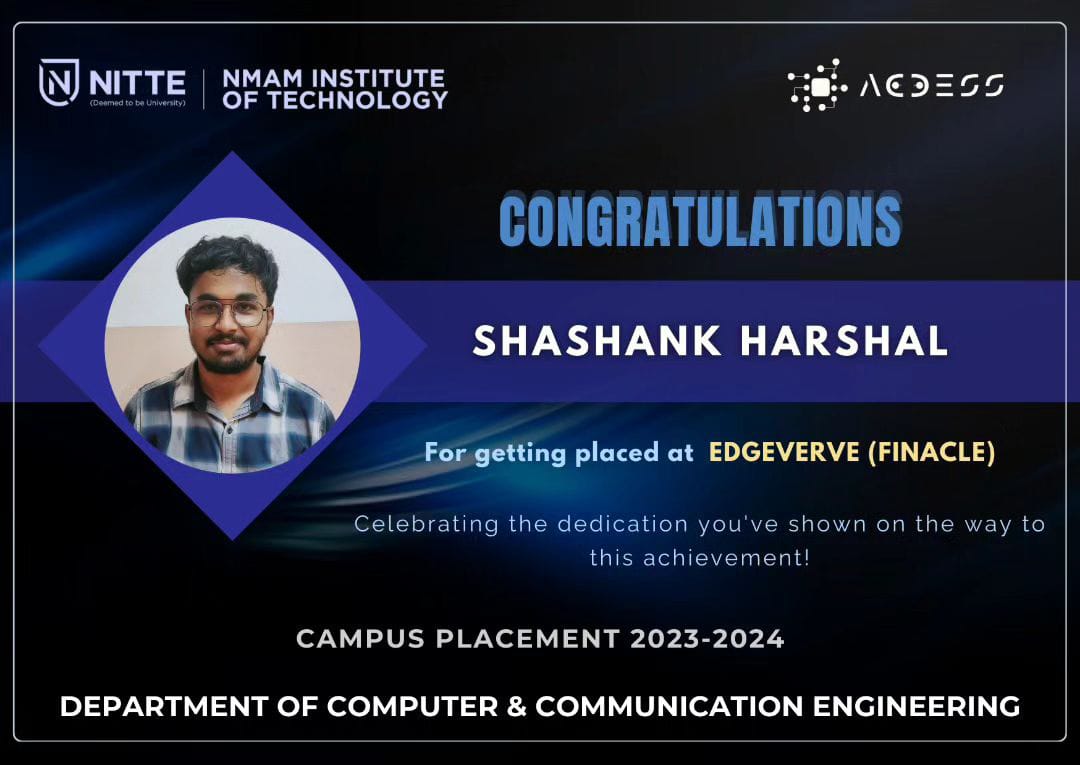 NITTE
(Deemed to be University)
NMAM INSTITUTE
OF TECHNOLOGY
ACCESS
CONGRATULATIONS
SHASHANK HARSHAL
For getting placed at EDGEVERVE (FINACLE)
Celebrating the dedication you've shown on the way to
this achievement!
CAMPUS PLACEMENT 2023-2024
DEPARTMENT OF COMPUTER & COMMUNICATION ENGINEERING